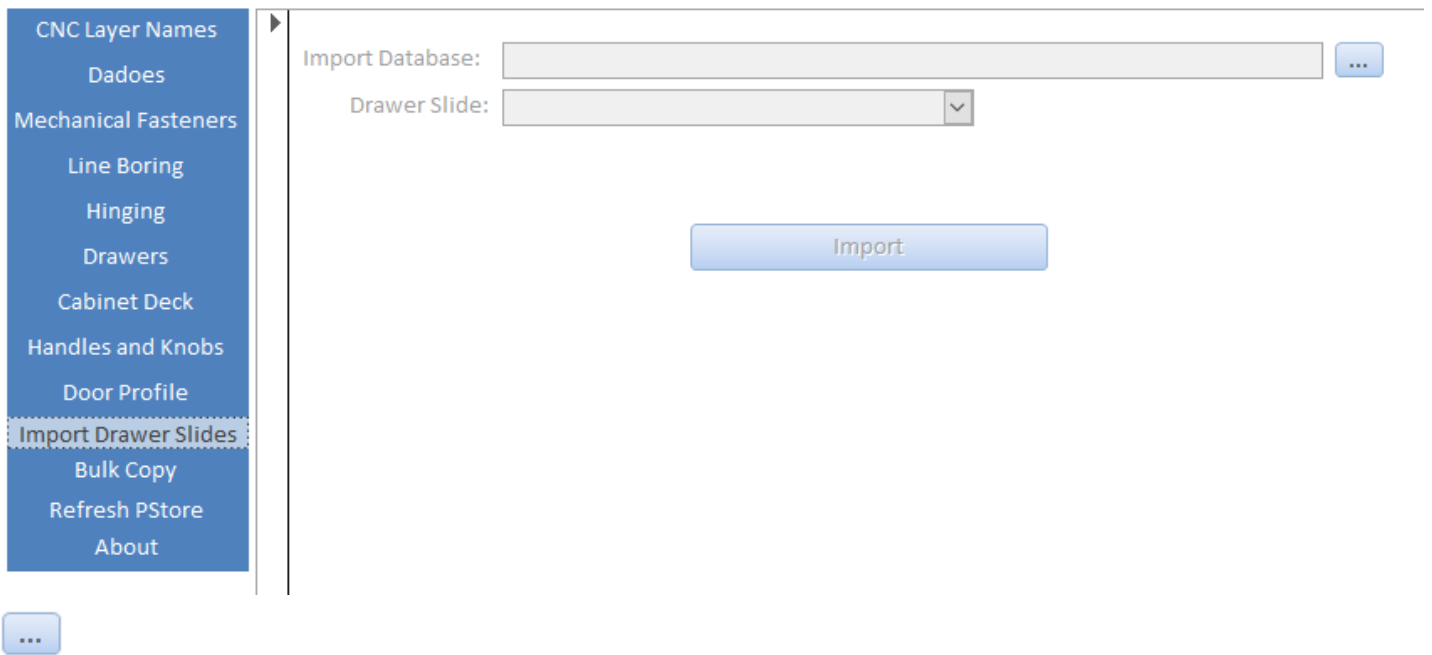 CNC Layer Names
Dadoes
Mechanical Fasteners
Line Boring
Hinging
Drawers
Cabinet Deck
Handles and Knobs
Door Profile
Import Drawer Slides
Bulk Copy
Refresh PStore
About
Import Database:
...
Drawer Slide:
Import
...